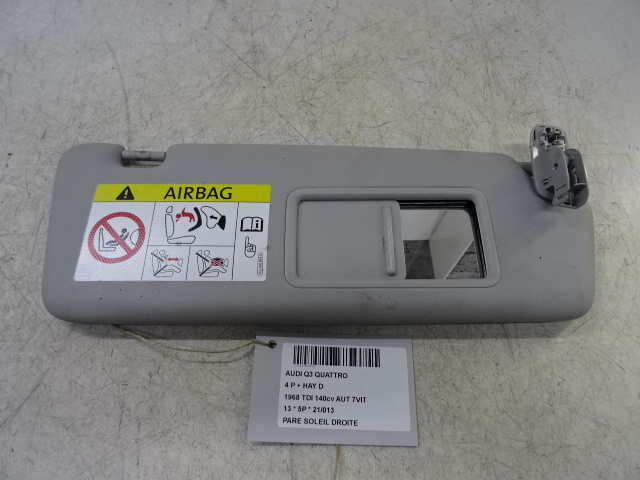 AIRBAG
AUDI Q3 QUATTRO
4 P + HAY D
1968 TDI 140cv AUT 7VIT
13 * 5P * 21/013
PARE SOLEIL DROITE